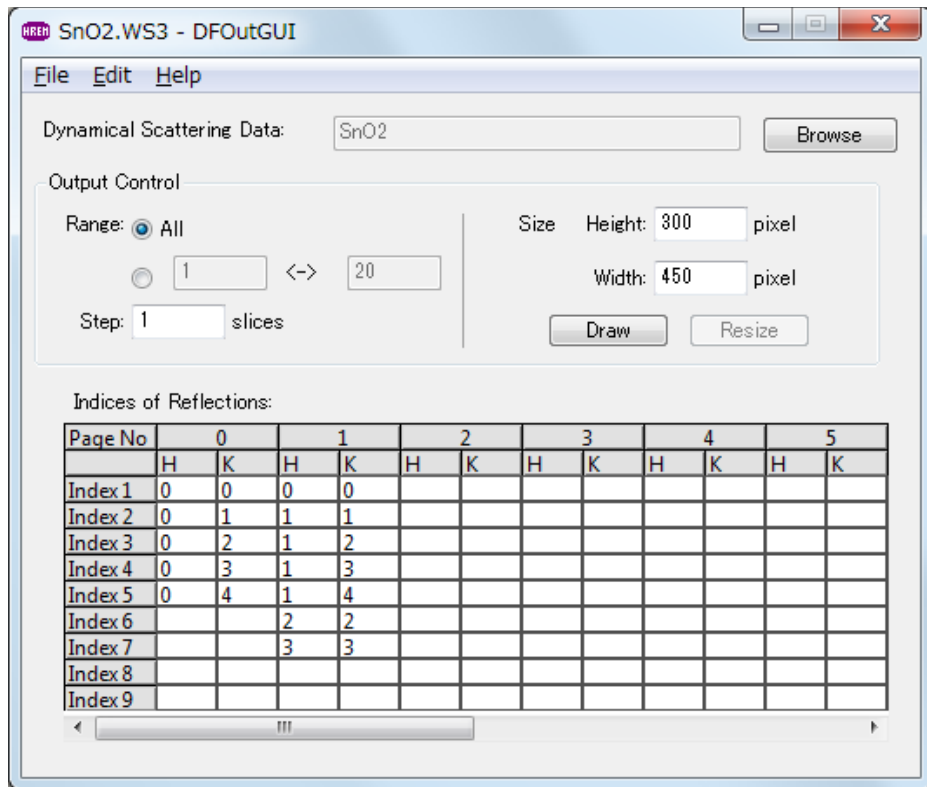 HREM SnO2.WS3 - DFOutGUI
File Edit Help
Dynamical Scattering Data: SnO2 Browse
Output Control
Range: All Size Height: 300 pixel
1 <-> 20 Width: 450 pixel
Step: 1 slices Draw Resize
Indices of Reflections:
Page No 0 1 2 3 4 5
H K H K H K H K H K H K
Index 1 0 0 0 0
Index 2 0 1 1 1
Index 3 0 2 1 2
Index 4 0 3 1 3
Index 5 0 4 1 4
Index 6 2 2
Index 7 3 3
Index 8
Index 9